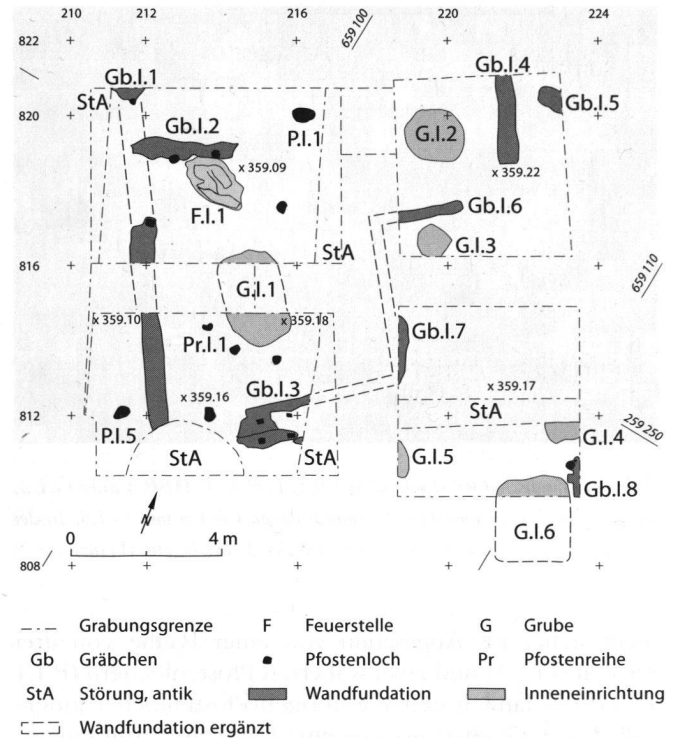 210 212 216 220 224
659 100
822
Gb.I.1 Gb.I.4
StA Gb.I.5
820 Gb.I.2 P.I.1 G.I.2
x 359.09 x 359.22
F.I.1 Gb.I.6
StA G.I.3
816
G.I.1 659 110
x 359.10 x 359.18
Pr.I.1 Gb.I.7
Gb.I.3 x 359.17
x 359.16
812 StA
P.I.5 G.I.4 259 250
StA StA G.I.5
Gb.I.8
N
0 4 m G.I.6
808
Grabungsgrenze F Feuerstelle G Grube
Gb Gräbchen Pfostenloch Pr Pfostenreihe
StA Störung, antik Wandfundation Inneneinrichtung
Wandfundation ergänzt